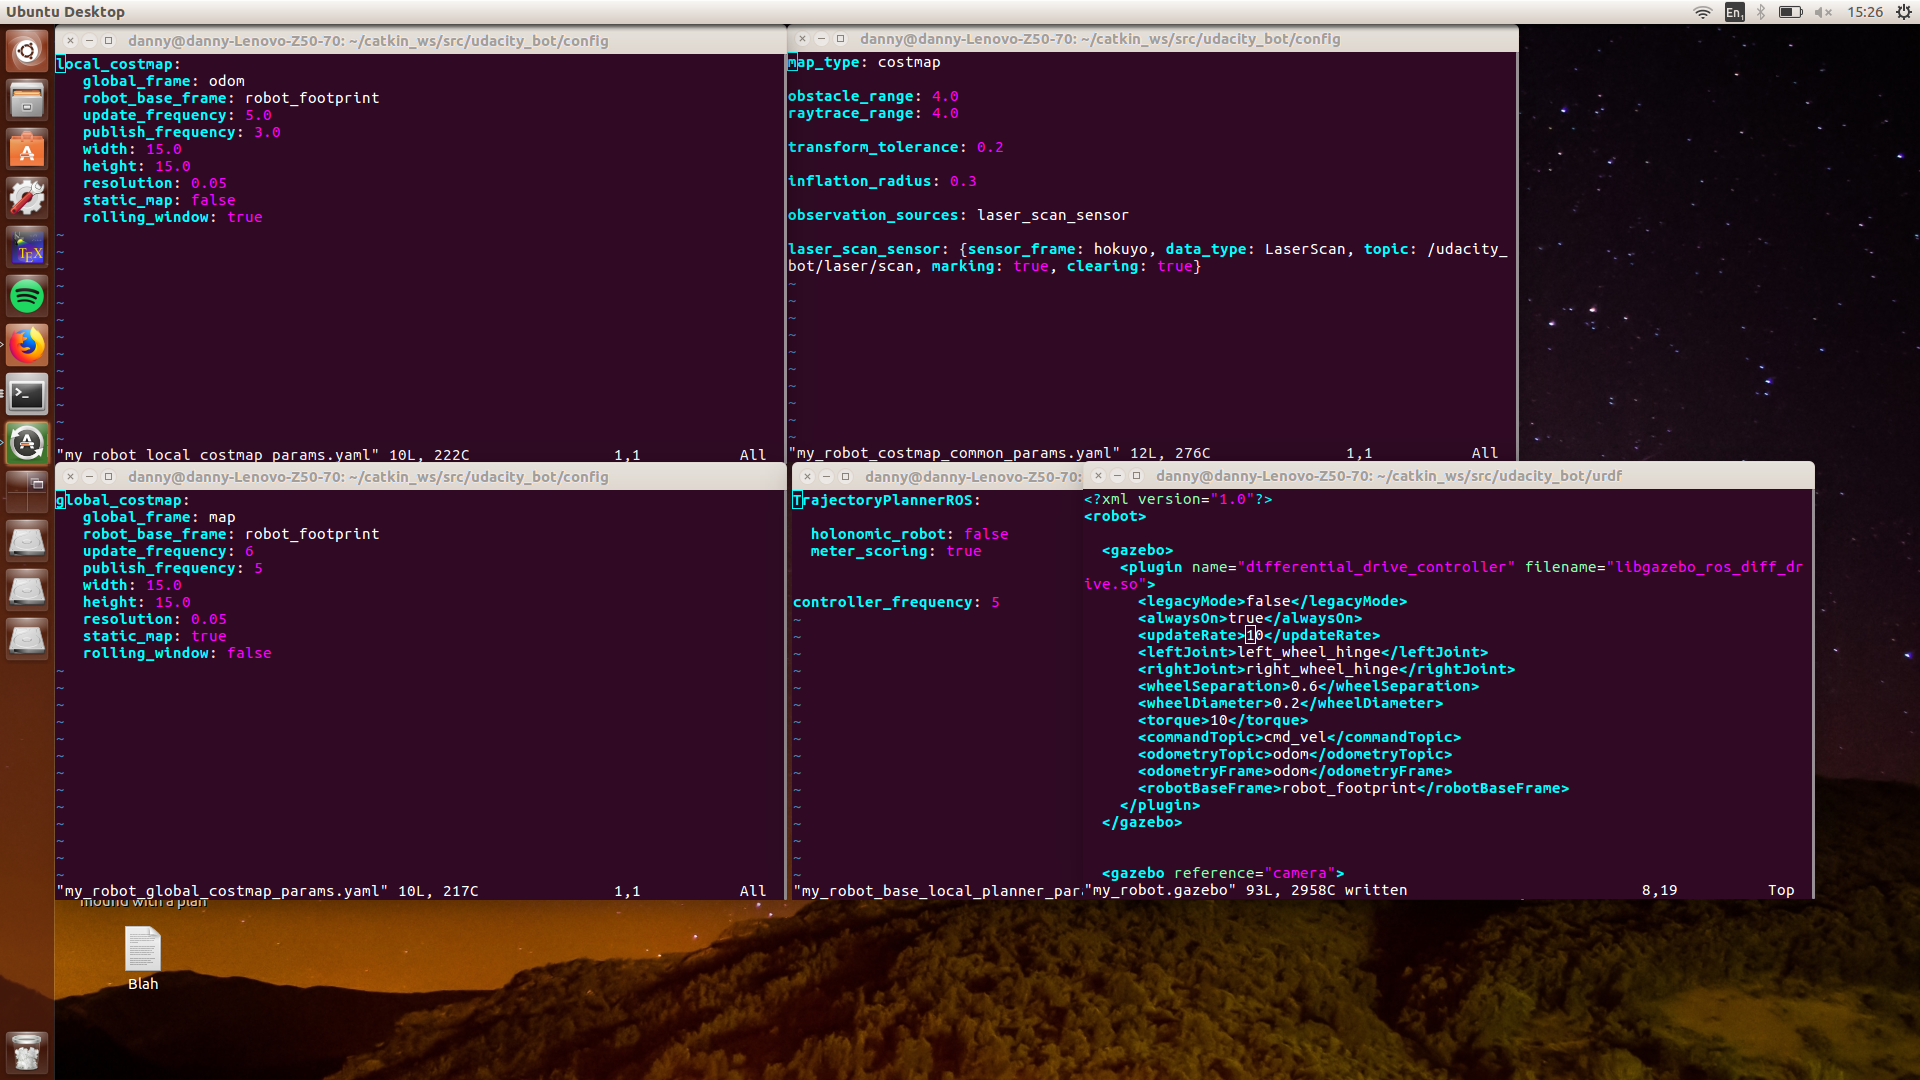 Ubuntu Desktop
En1
15:26
danny@danny-Lenovo-Z50-70: ~/catkin_ws/src/udacity_bot/config
local_costmap:
global_frame: odom
robot_base_frame: robot_footprint
update_frequency: 5.0
publish_frequency: 3.0
width: 15.0
height: 15.0
resolution: 0.05
static_map: false
rolling_window: true
"my_robot_local_costmap_params.yaml" 10L, 222C 1,1 All
danny@danny-Lenovo-Z50-70: ~/catkin_ws/src/udacity_bot/config
map_type: costmap
obstacle_range: 4.0
raytrace_range: 4.0
transform_tolerance: 0.2
inflation_radius: 0.3
observation_sources: laser_scan_sensor
laser_scan_sensor: {sensor_frame: hokuyo, data_type: LaserScan, topic: /udacity_
bot/laser/scan, marking: true, clearing: true}
"my_robot_costmap_common_params.yaml" 12L, 276C 1,1 All
danny@danny-Lenovo-Z50-70: ~/catkin_ws/src/udacity_bot/config
global_costmap:
global_frame: map
robot_base_frame: robot_footprint
update_frequency: 6
publish_frequency: 5
width: 15.0
height: 15.0
resolution: 0.05
static_map: true
rolling_window: false
"my_robot_global_costmap_params.yaml" 10L, 217C 1,1 All
danny@danny-Lenovo-Z50-70:
TrajectoryPlannerROS:
holonomic_robot: false
meter_scoring: true
controller_frequency: 5
"my_robot_base_local_planner_par
danny@danny-Lenovo-Z50-70: ~/catkin_ws/src/udacity_bot/urdf
<?xml version="1.0"?>
<robot>
<gazebo>
<plugin name="differential_drive_controller" filename="libgazebo_ros_diff_dr
ive.so">
<legacyMode>false</legacyMode>
<alwaysOn>true</alwaysOn>
<updateRate>10</updateRate>
<leftJoint>left_wheel_hinge</leftJoint>
<rightJoint>right_wheel_hinge</rightJoint>
<wheelSeparation>0.6</wheelSeparation>
<wheelDiameter>0.2</wheelDiameter>
<torque>10</torque>
<commandTopic>cmd_vel</commandTopic>
<odometryTopic>odom</odometryTopic>
<odometryFrame>odom</odometryFrame>
<robotBaseFrame>robot_footprint</robotBaseFrame>
</plugin>
</gazebo>
<gazebo reference="camera">
"my_robot.gazebo" 93L, 2958C written 8,19 Top
mound with a plan
Blah
TEX